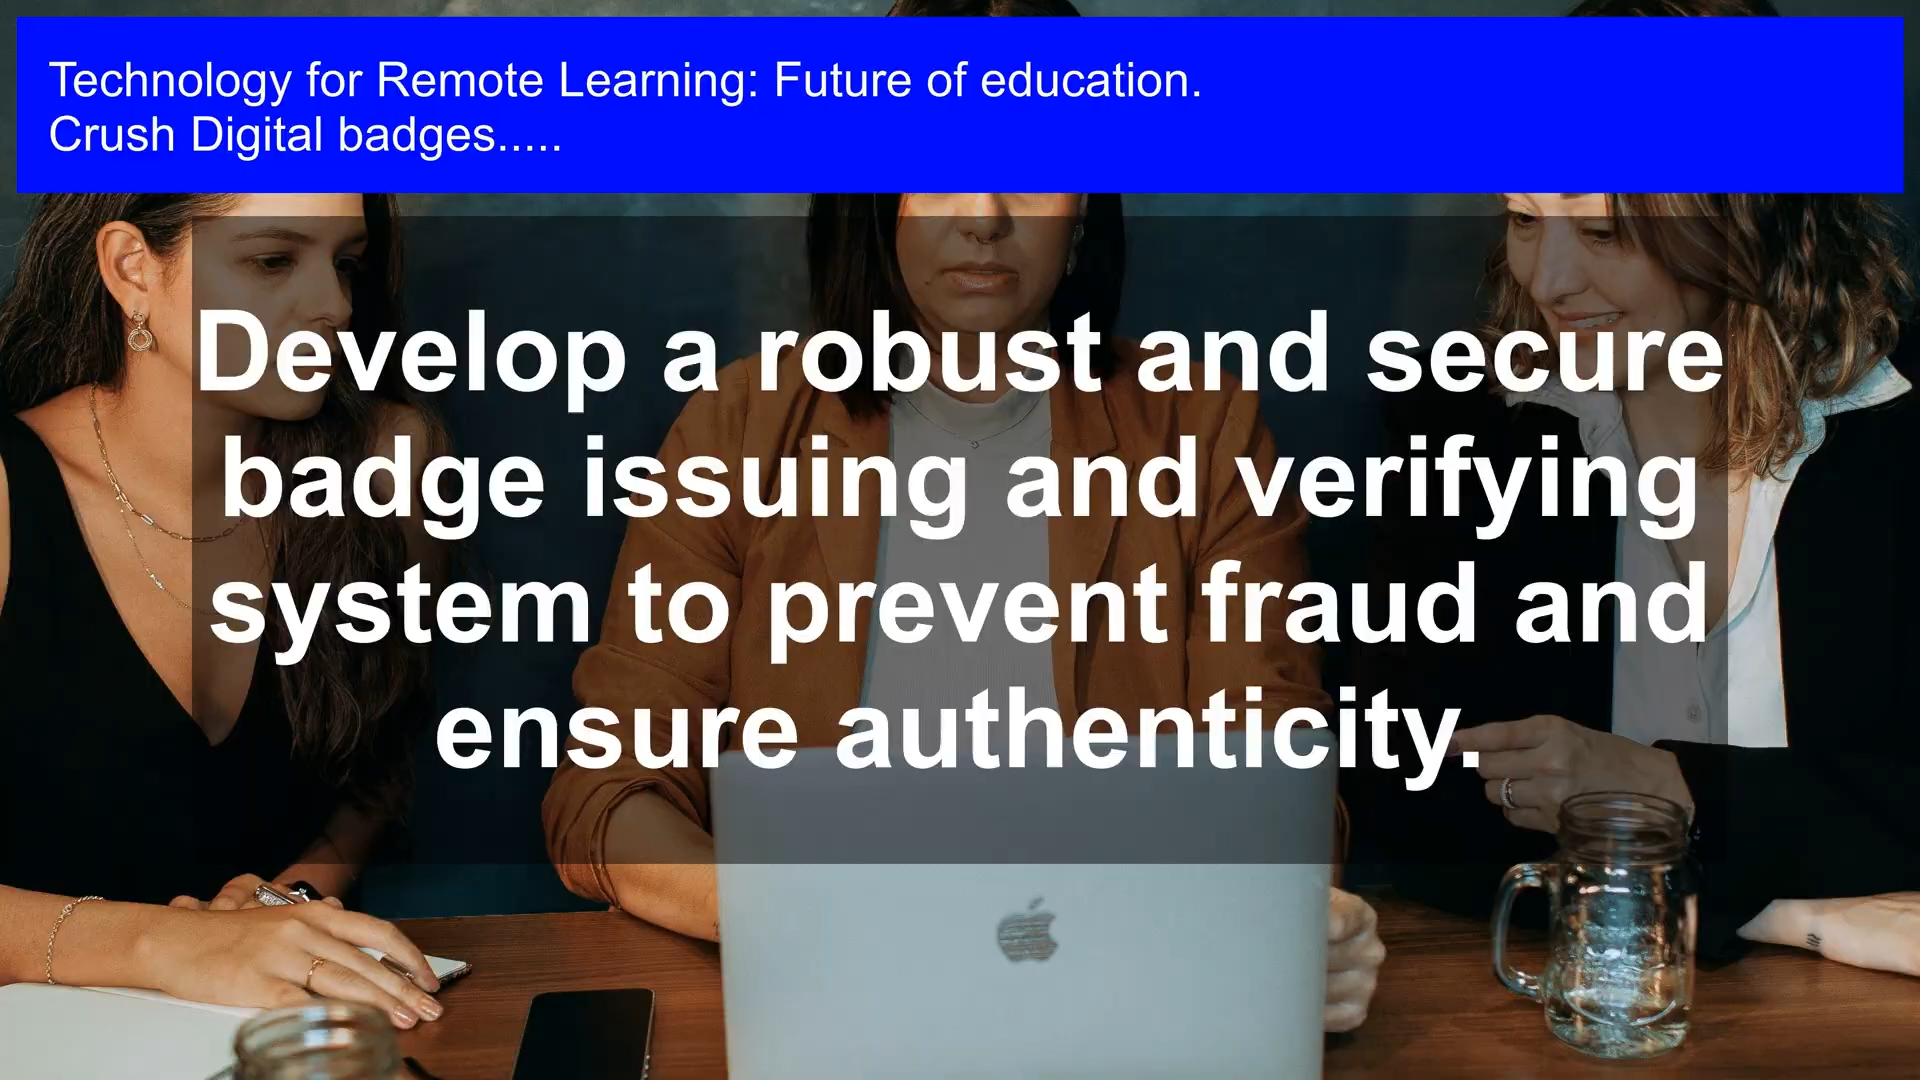 Technology for Remote Learning: Future of education.
Crush Digital badges.....
Develop a robust and secure
badge issuing and verifying
system to prevent fraud and
ensure authenticity.